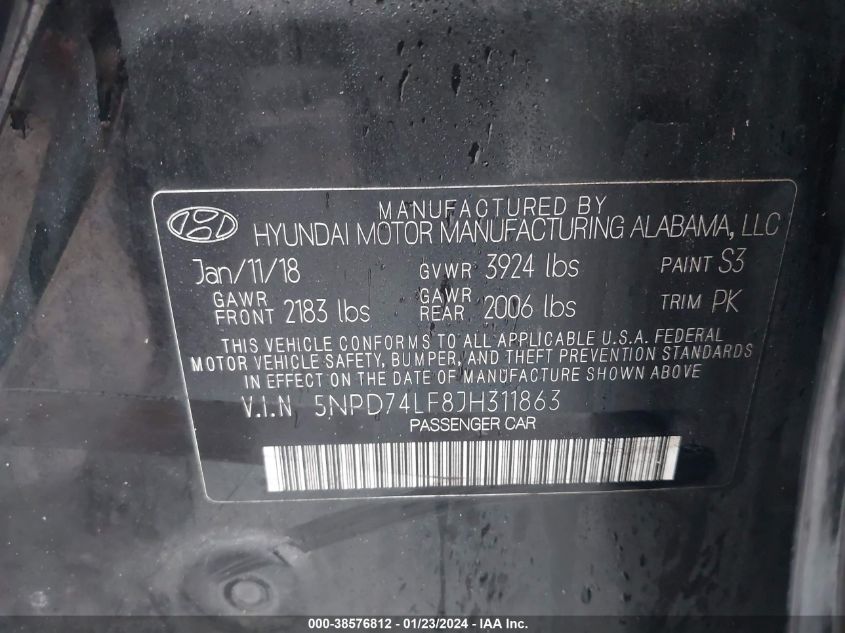 MANUFACTURED BY
HYUNDAI MOTOR MANUFACTURING ALABAMA, LLC
Jan/11/18 GVWR 3924 lbs PAINT S3
GAWR FRONT 2183 lbs GAWR REAR 2006 lbs TRIM PK
THIS VEHICLE CONFORMS TO ALL APPLICABLE U.S.A. FEDERAL
MOTOR VEHICLE SAFETY, BUMPER, AND THEFT PREVENTION STANDARDS
IN EFFECT ON THE DATE OF MANUFACTURE SHOWN ABOVE
V.I.N 5NPD74LF8JH311863
PASSENGER CAR
000-38576812 - 01/23/2024 - IAA Inc.